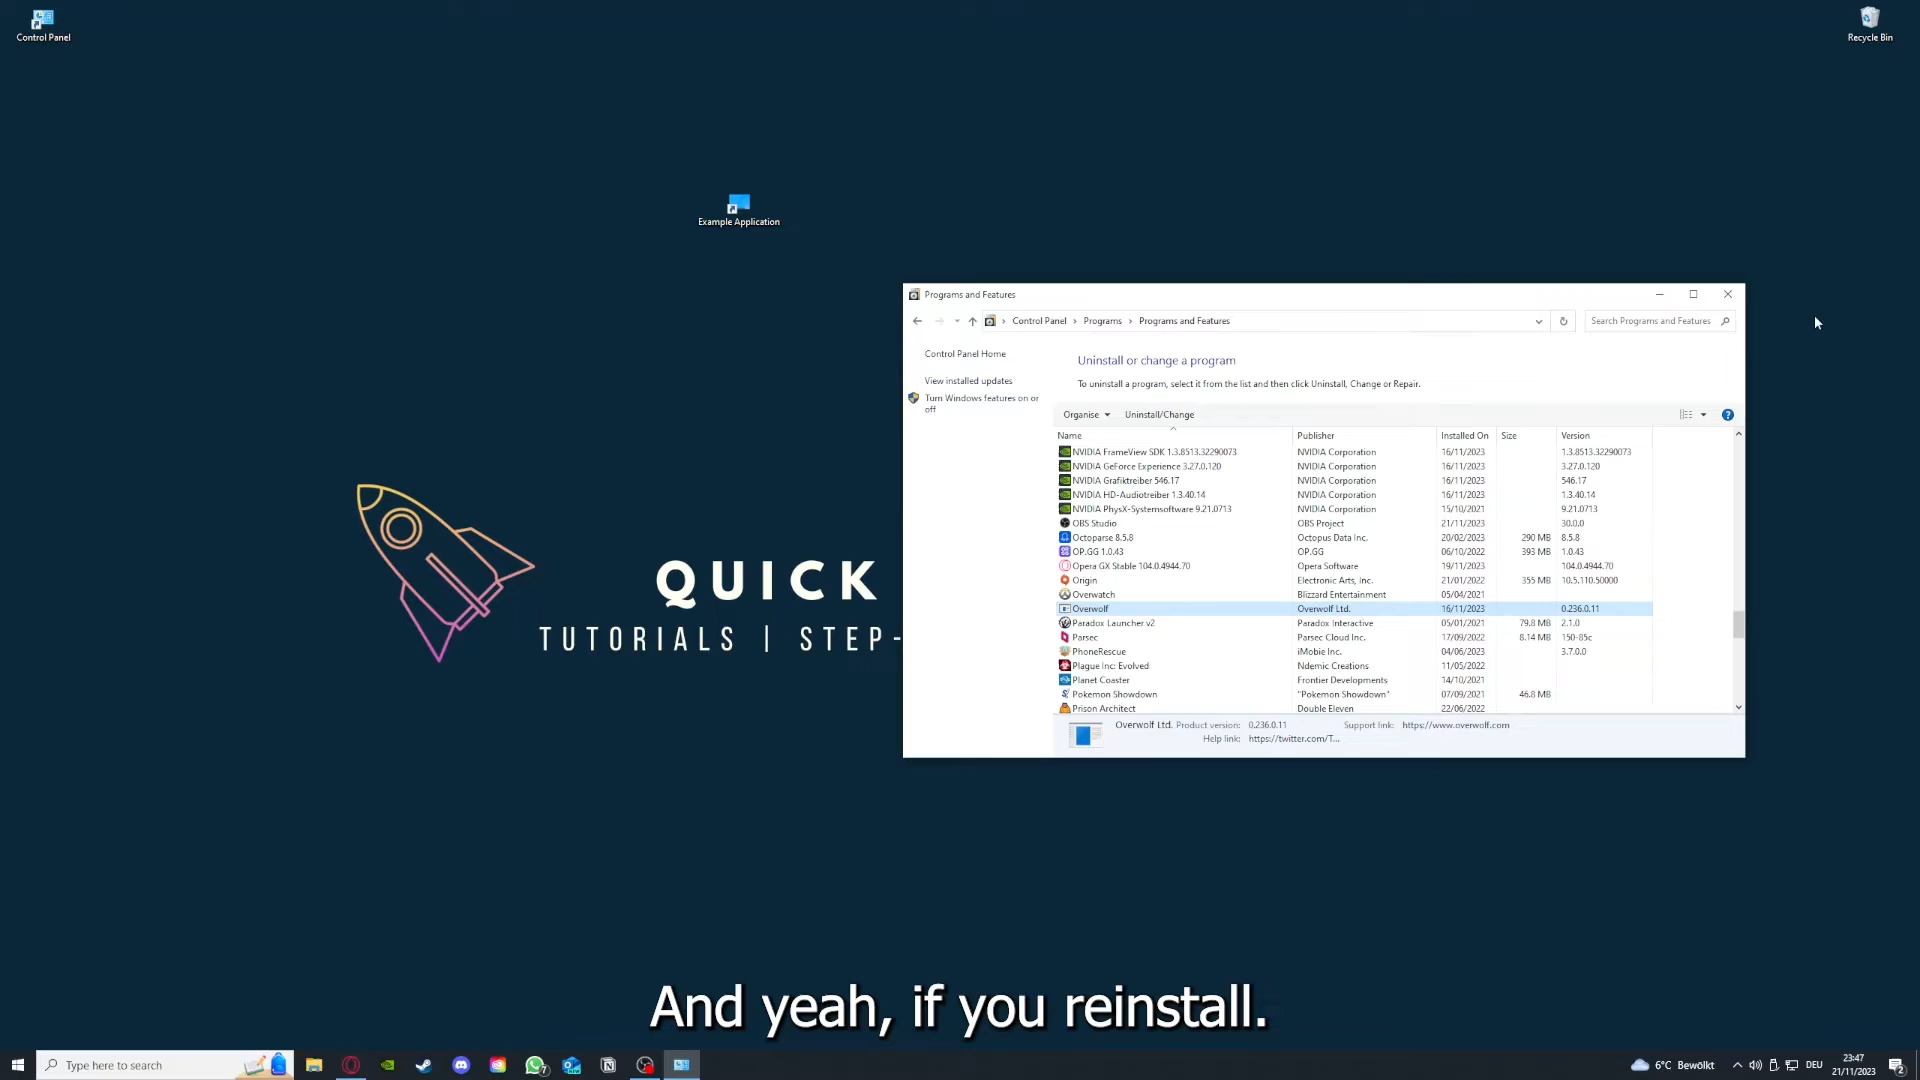 Control Panel
Recycle Bin
Example Application
QUICK
TUTORIALS | STEP-
Programs and Features
Control Panel > Programs > Programs and Features
Search Programs and Features
Control Panel Home
View installed updates
Turn Windows features on or
off
Uninstall or change a program
To uninstall a program, select it from the list and then click Uninstall, Change or Repair.
Organise Uninstall/Change
Name Publisher Installed On Size Version
NVIDIA FrameView SDK 1.3.8513.32290073 NVIDIA Corporation 16/11/2023 1.3.8513.32290073
NVIDIA GeForce Experience 3.27.0.120 NVIDIA Corporation 16/11/2023 3.27.0.120
NVIDIA Grafiktreiber 546.17 NVIDIA Corporation 16/11/2023 546.17
NVIDIA HD-Audiotreiber 1.3.40.14 NVIDIA Corporation 16/11/2023 1.3.40.14
NVIDIA PhysX-Systemsoftware 9.21.0713 NVIDIA Corporation 15/10/2021 9.21.0713
OBS Studio OBS Project 21/11/2023 30.0.0
Octoparse 8.5.8 Octopus Data Inc. 20/02/2023 290 MB 8.5.8
OP.GG 1.0.43 OP.GG 06/10/2022 393 MB 1.0.43
Opera GX Stable 104.0.4944.70 Opera Software 19/11/2023 104.0.4944.70
Origin Electronic Arts, Inc. 21/01/2022 355 MB 10.5.110.50000
Overwatch Blizzard Entertainment 05/04/2021
Overwolf Overwolf Ltd. 16/11/2023 0.236.0.11
Paradox Launcher v2 Paradox Interactive 05/01/2021 79.8 MB 2.1.0
Parsec Parsec Cloud Inc. 17/09/2022 8.14 MB 150-85c
PhoneRescue iMobie Inc. 04/06/2023 3.7.0.0
Plague Inc: Evolved Ndemic Creations 11/05/2022
Planet Coaster Frontier Developments 14/10/2021
Pokemon Showdown "Pokemon Showdown" 07/09/2021 46.8 MB
Prison Architect Double Eleven 22/06/2022
Overwolf Ltd. Product version: 0.236.0.11 Support link: https://www.overwolf.com
Help link: https://twitter.com/T...
And yeah, if you reinstall.
Type here to search
7
6°C Bewölkt
DEU
23:47
21/11/2023
2